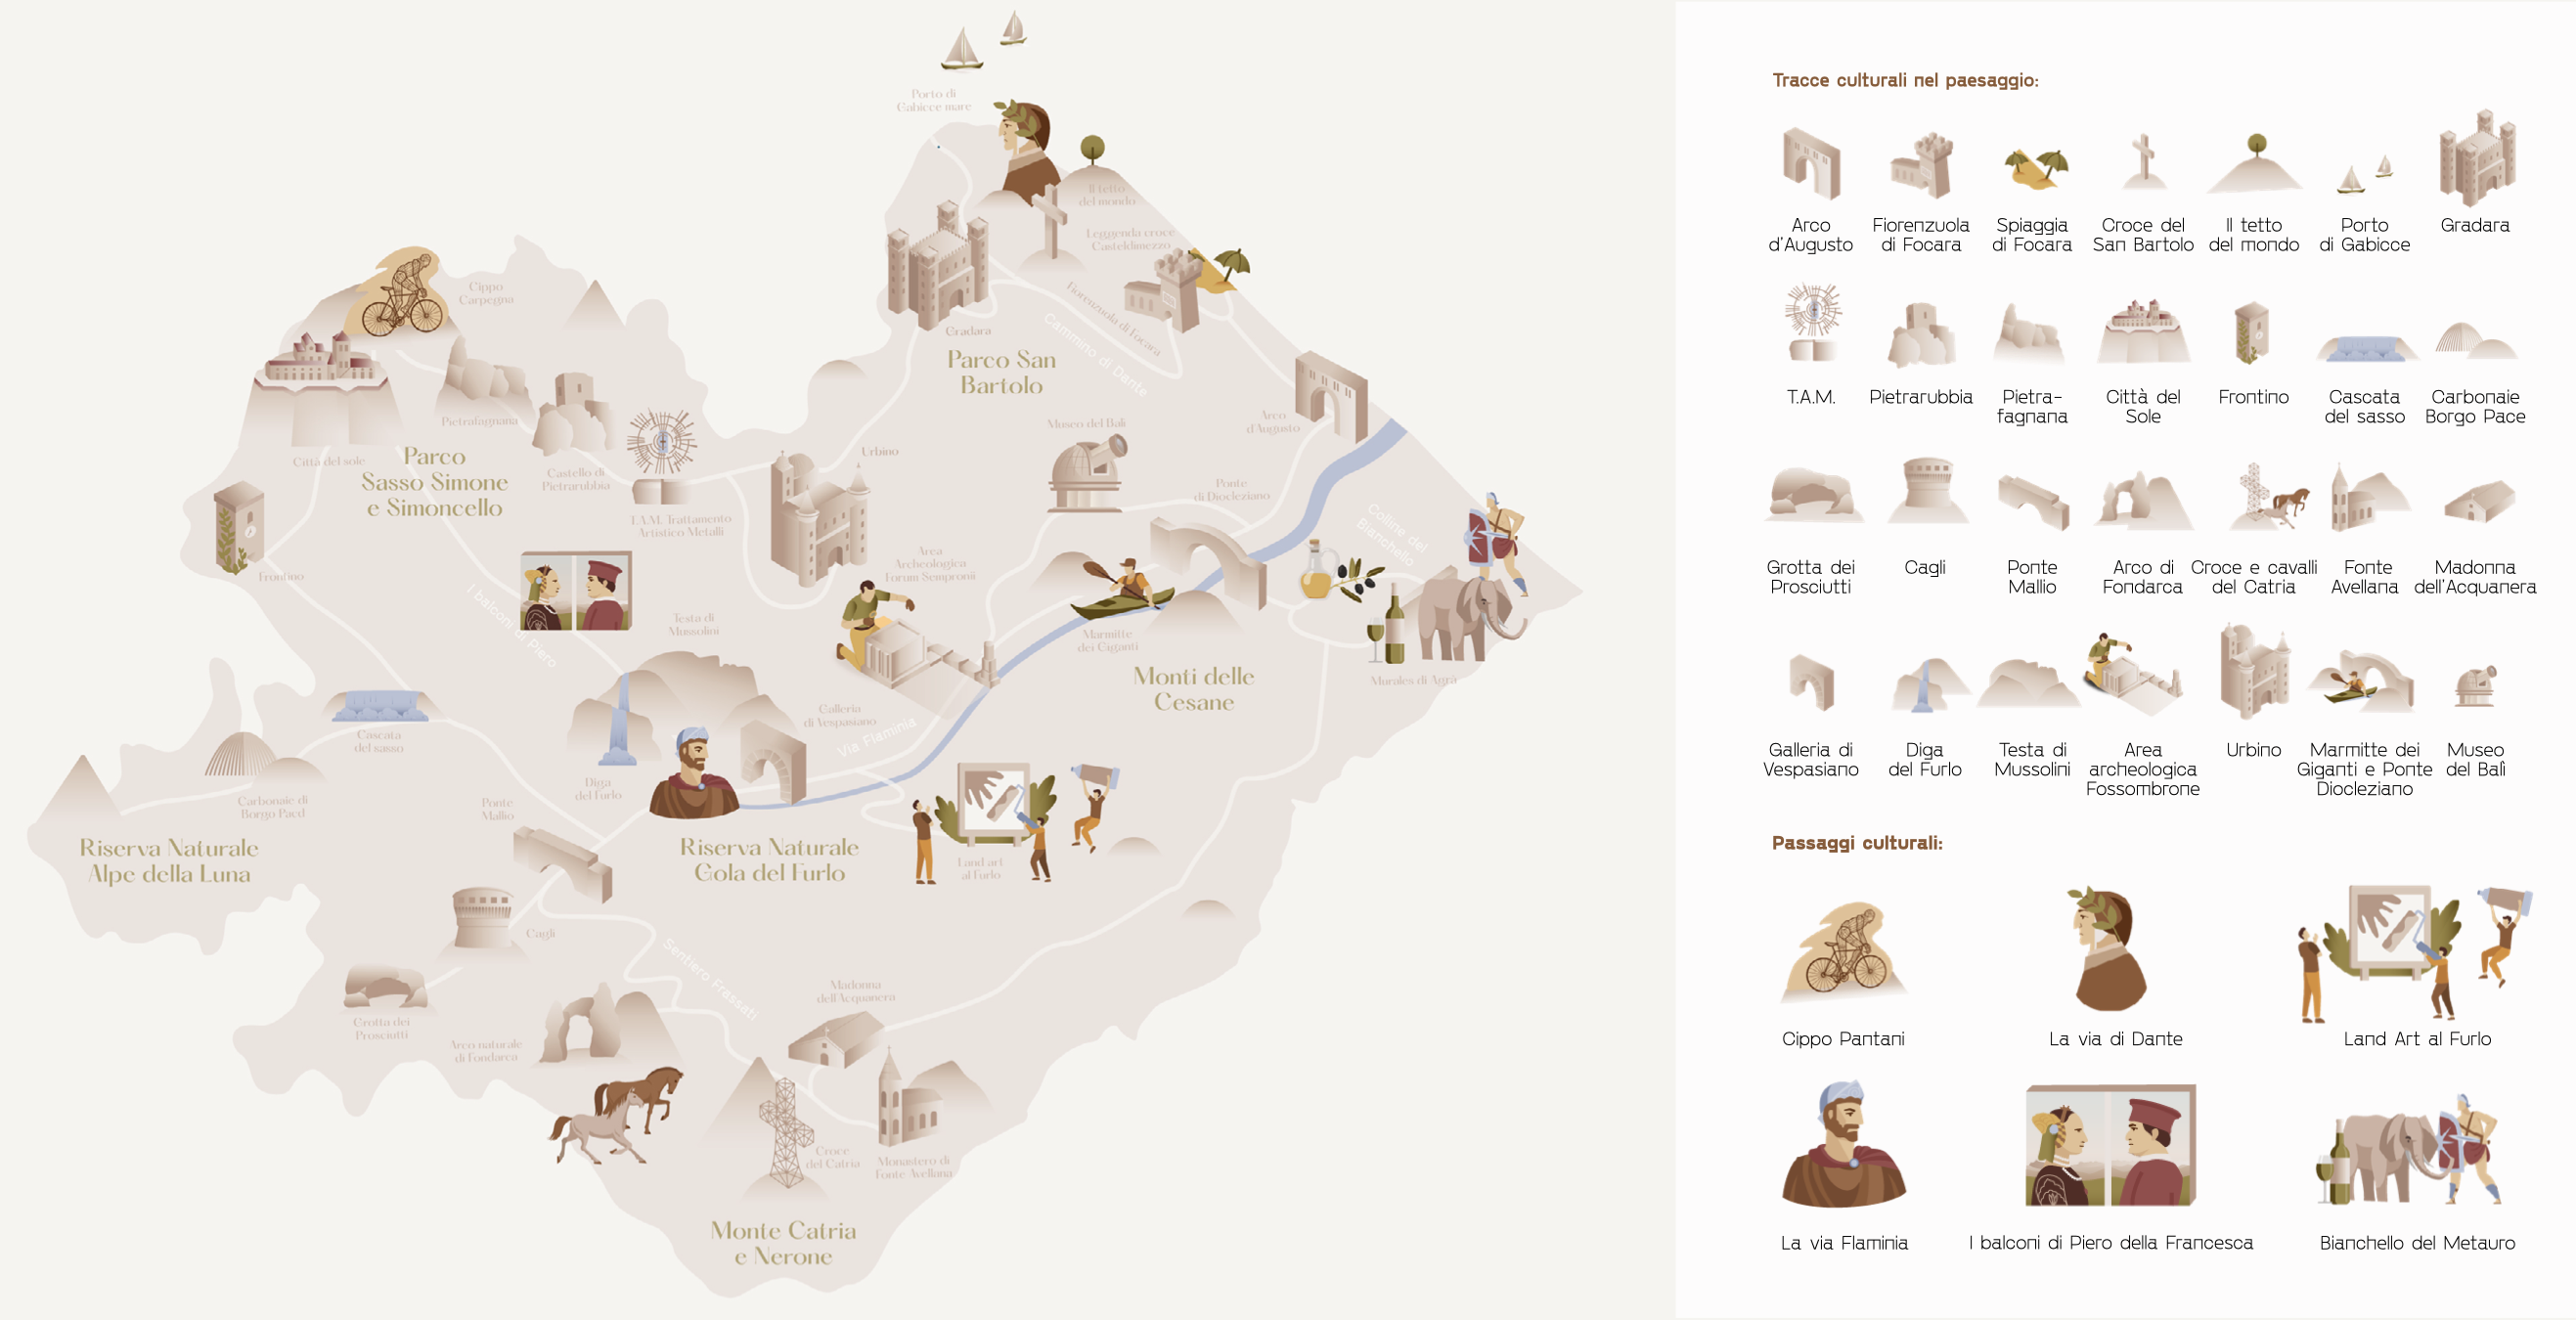 Porto di
Gabicce mare
Il tetto
del mondo
Leggenda croce
Casteldimezzo
Cippo
Carpegna
Gradara
Fiorenzuola di Focara
Cammino di Dante
Parco San
Bartolo
Pietrafagnana
Museo del Balì
Arco
d'Augusto
Città del sole
Parco
Sasso Simone
e Simoncello
Castello di
Pietrarubbia
Urbino
Ponte
di Diocleziano
T.A.M. Trattamento
Artistico Metalli
Colline del
Bianchello
Frontino
Area
Archeologica
Forum Sempronii
I balconi di Piero
Testa di
Mussolini
Marmitte
dei Giganti
Monti delle
Cesane
Murales di Agrà
Cascata
del sasso
Galleria
di Vespasiano
Via Flaminia
Diga
del Furlo
Carbonaie di
Borgo Pacd
Ponte
Mallio
Riserva Naturale
Alpe della Luna
Riserva Naturale
Gola del Furlo
Land art
al Furlo
Cagli
Sentiero Frassati
Grotta dei
Prosciutti
Madonna
dell'Acquanera
Arco naturale
di Fondarca
Croce
del Catria
Monastero di
Fonte Avellana
Monte Catria
e Nerone
Tracce culturali nel paesaggio:
Arco
d'Augusto
Fiorenzuola
di Focara
Spiaggia
di Focara
Croce del
San Bartolo
Il tetto
del mondo
Porto
di Gabicce
Gradara
T.A.M.
Pietrarubbia
Pietra-
fagnana
Città del
Sole
Frontino
Cascata
del sasso
Carbonaie
Borgo Pace
Grotta dei
Prosciutti
Cagli
Ponte
Mallio
Arco di
Fondarca
Croce e cavalli
del Catria
Fonte
Avellana
Madonna
dell'Acquanera
Galleria di
Vespasiano
Diga
del Furlo
Testa di
Mussolini
Area
archeologica
Fossombrone
Urbino
Marmitte dei
Giganti e Ponte
Diocleziano
Museo
del Balì
Passaggi culturali:
Cippo Pantani
La via di Dante
Land Art al Furlo
La via Flaminia
I balconi di Piero della Francesca
Bianchello del Metauro